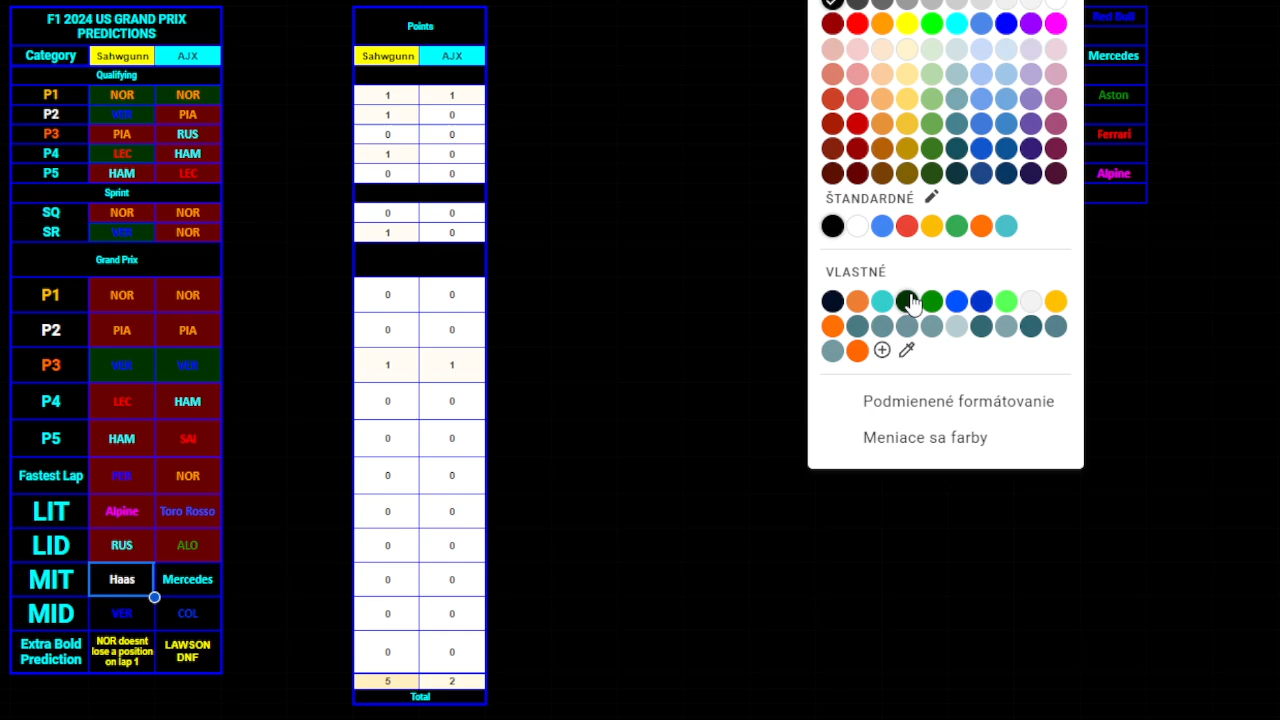 F1 2024 US GRAND PRIX
PREDICTIONS
Category Sahwgunn AJX
Qualifying
P1 NOR NOR
P2 VER PIA
P3 PIA RUS
P4 LEC HAM
P5 HAM LEC
Sprint
SQ NOR NOR
SR VER NOR
Grand Prix
P1 NOR NOR
P2 PIA PIA
P3 VER VER
P4 LEC HAM
P5 HAM SAI
Fastest Lap PER NOR
LIT Alpine Toro Rosso
LID RUS ALO
MIT Haas Mercedes
MID VER COL
Extra Bold
Prediction
NOR doesnt
lose a position
on lap 1
LAWSON
DNF
Points
Sahwgunn AJX
1 1
1 0
0 0
1 0
0 0
0 0
1 0
0 0
0 0
1 1
0 0
0 0
0 0
0 0
0 0
0 0
0 0
0 0
5 2
Total
ŠTANDARDNÉ
VLASTNÉ
Podmienené formátovanie
Meniace sa farby
Red Bull
Mercedes
Aston
Ferrari
Alpine